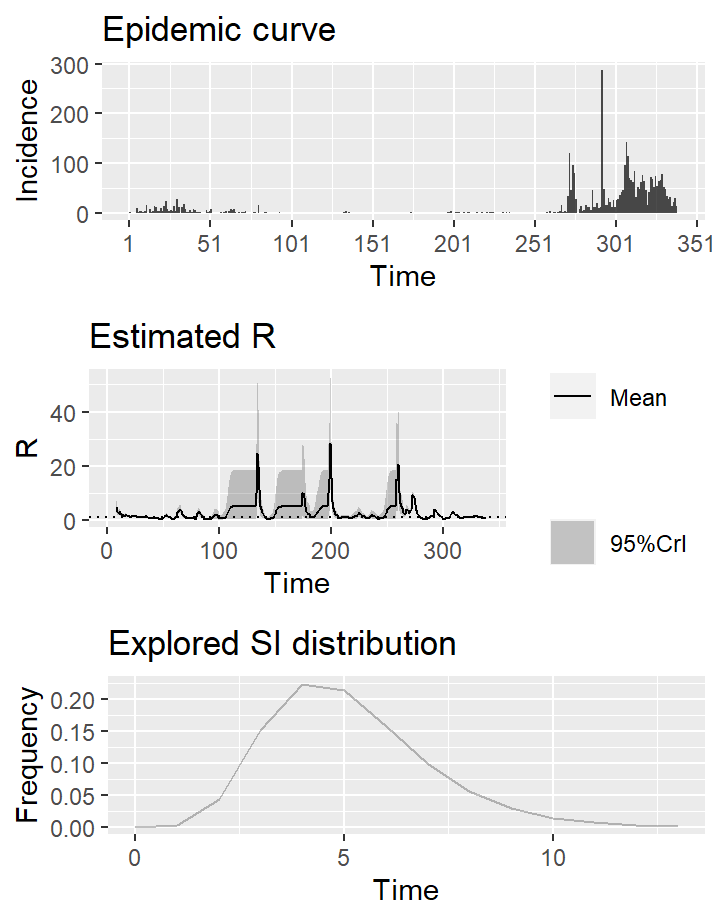 Epidemic curve
300
200
100
0
Incidence
1 51 101 151 201 251 301 351
Time
Estimated R
40
20
0
R
0 100 200 300
Time
Mean
95%CrI
Explored SI distribution
0.20
0.15
0.10
0.05
0.00
Frequency
0 5 10
Time